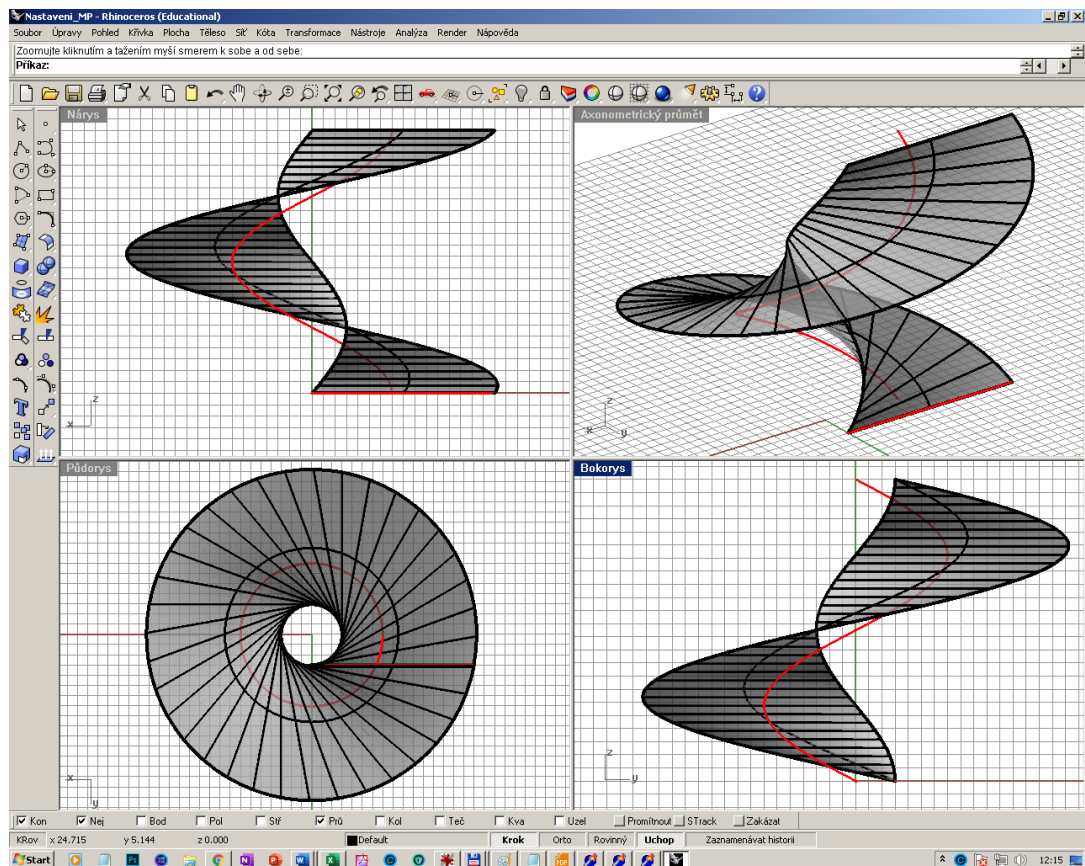 Nastaveni_MP - Rhinoceros (Educational)
Soubor Úpravy Pohled Křivka Plocha Těleso Síť Kóta Transformace Nástroje Analýza Render Nápověda
Zoomujte kliknutím a tažením myší smerem k sobe a od sebe:
Příkaz:
Nárys
Axonometrický průmět
z
x
z
x y
Půdorys
Bokorys
x
y
z
y
Kon Nej Bod Pol Stř Prů Kol Teč Kva Uzel Promítnout STrack Zakázat
KRov x 24.715 y 5.144 z 0.000 Default Krok Orto Rovinný Uchop Zaznamenávat historii
Start 12:15